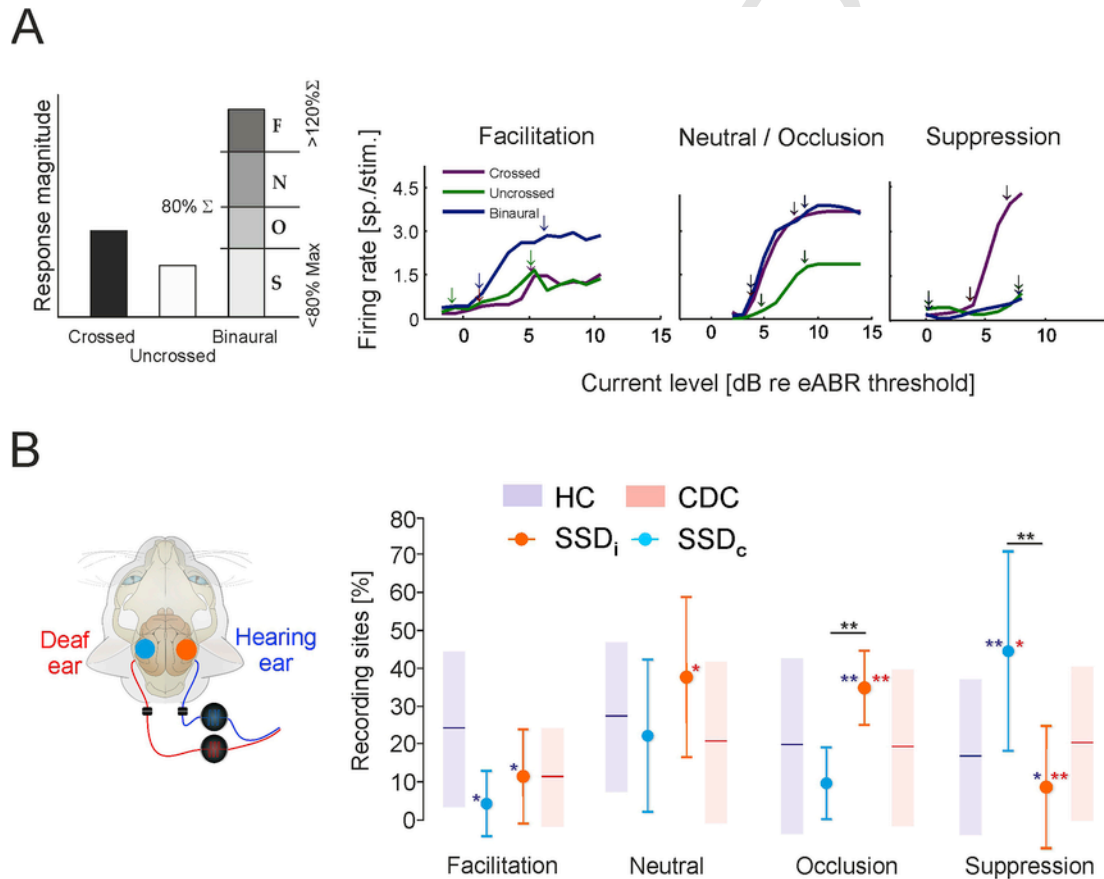 A
Response magnitude
80% Σ
F
N
O
S
>120%Σ
<80% Max
Crossed
Uncrossed
Binaural
Facilitation
Neutral / Occlusion
Suppression
Crossed
Uncrossed
Binaural
Firing rate [sp./stim.]
4.5
3.0
1.5
0
0 5 10 15
0 5 10 15
0 5 10 15
Current level [dB re eABR threshold]
B
Deaf
ear
Hearing
ear
HC
CDC
SSDi
SSDc
Recording sites [%]
80
70
60
50
40
30
20
10
0
*
*
*
**
** **
**
** *
* **
Facilitation
Neutral
Occlusion
Suppression